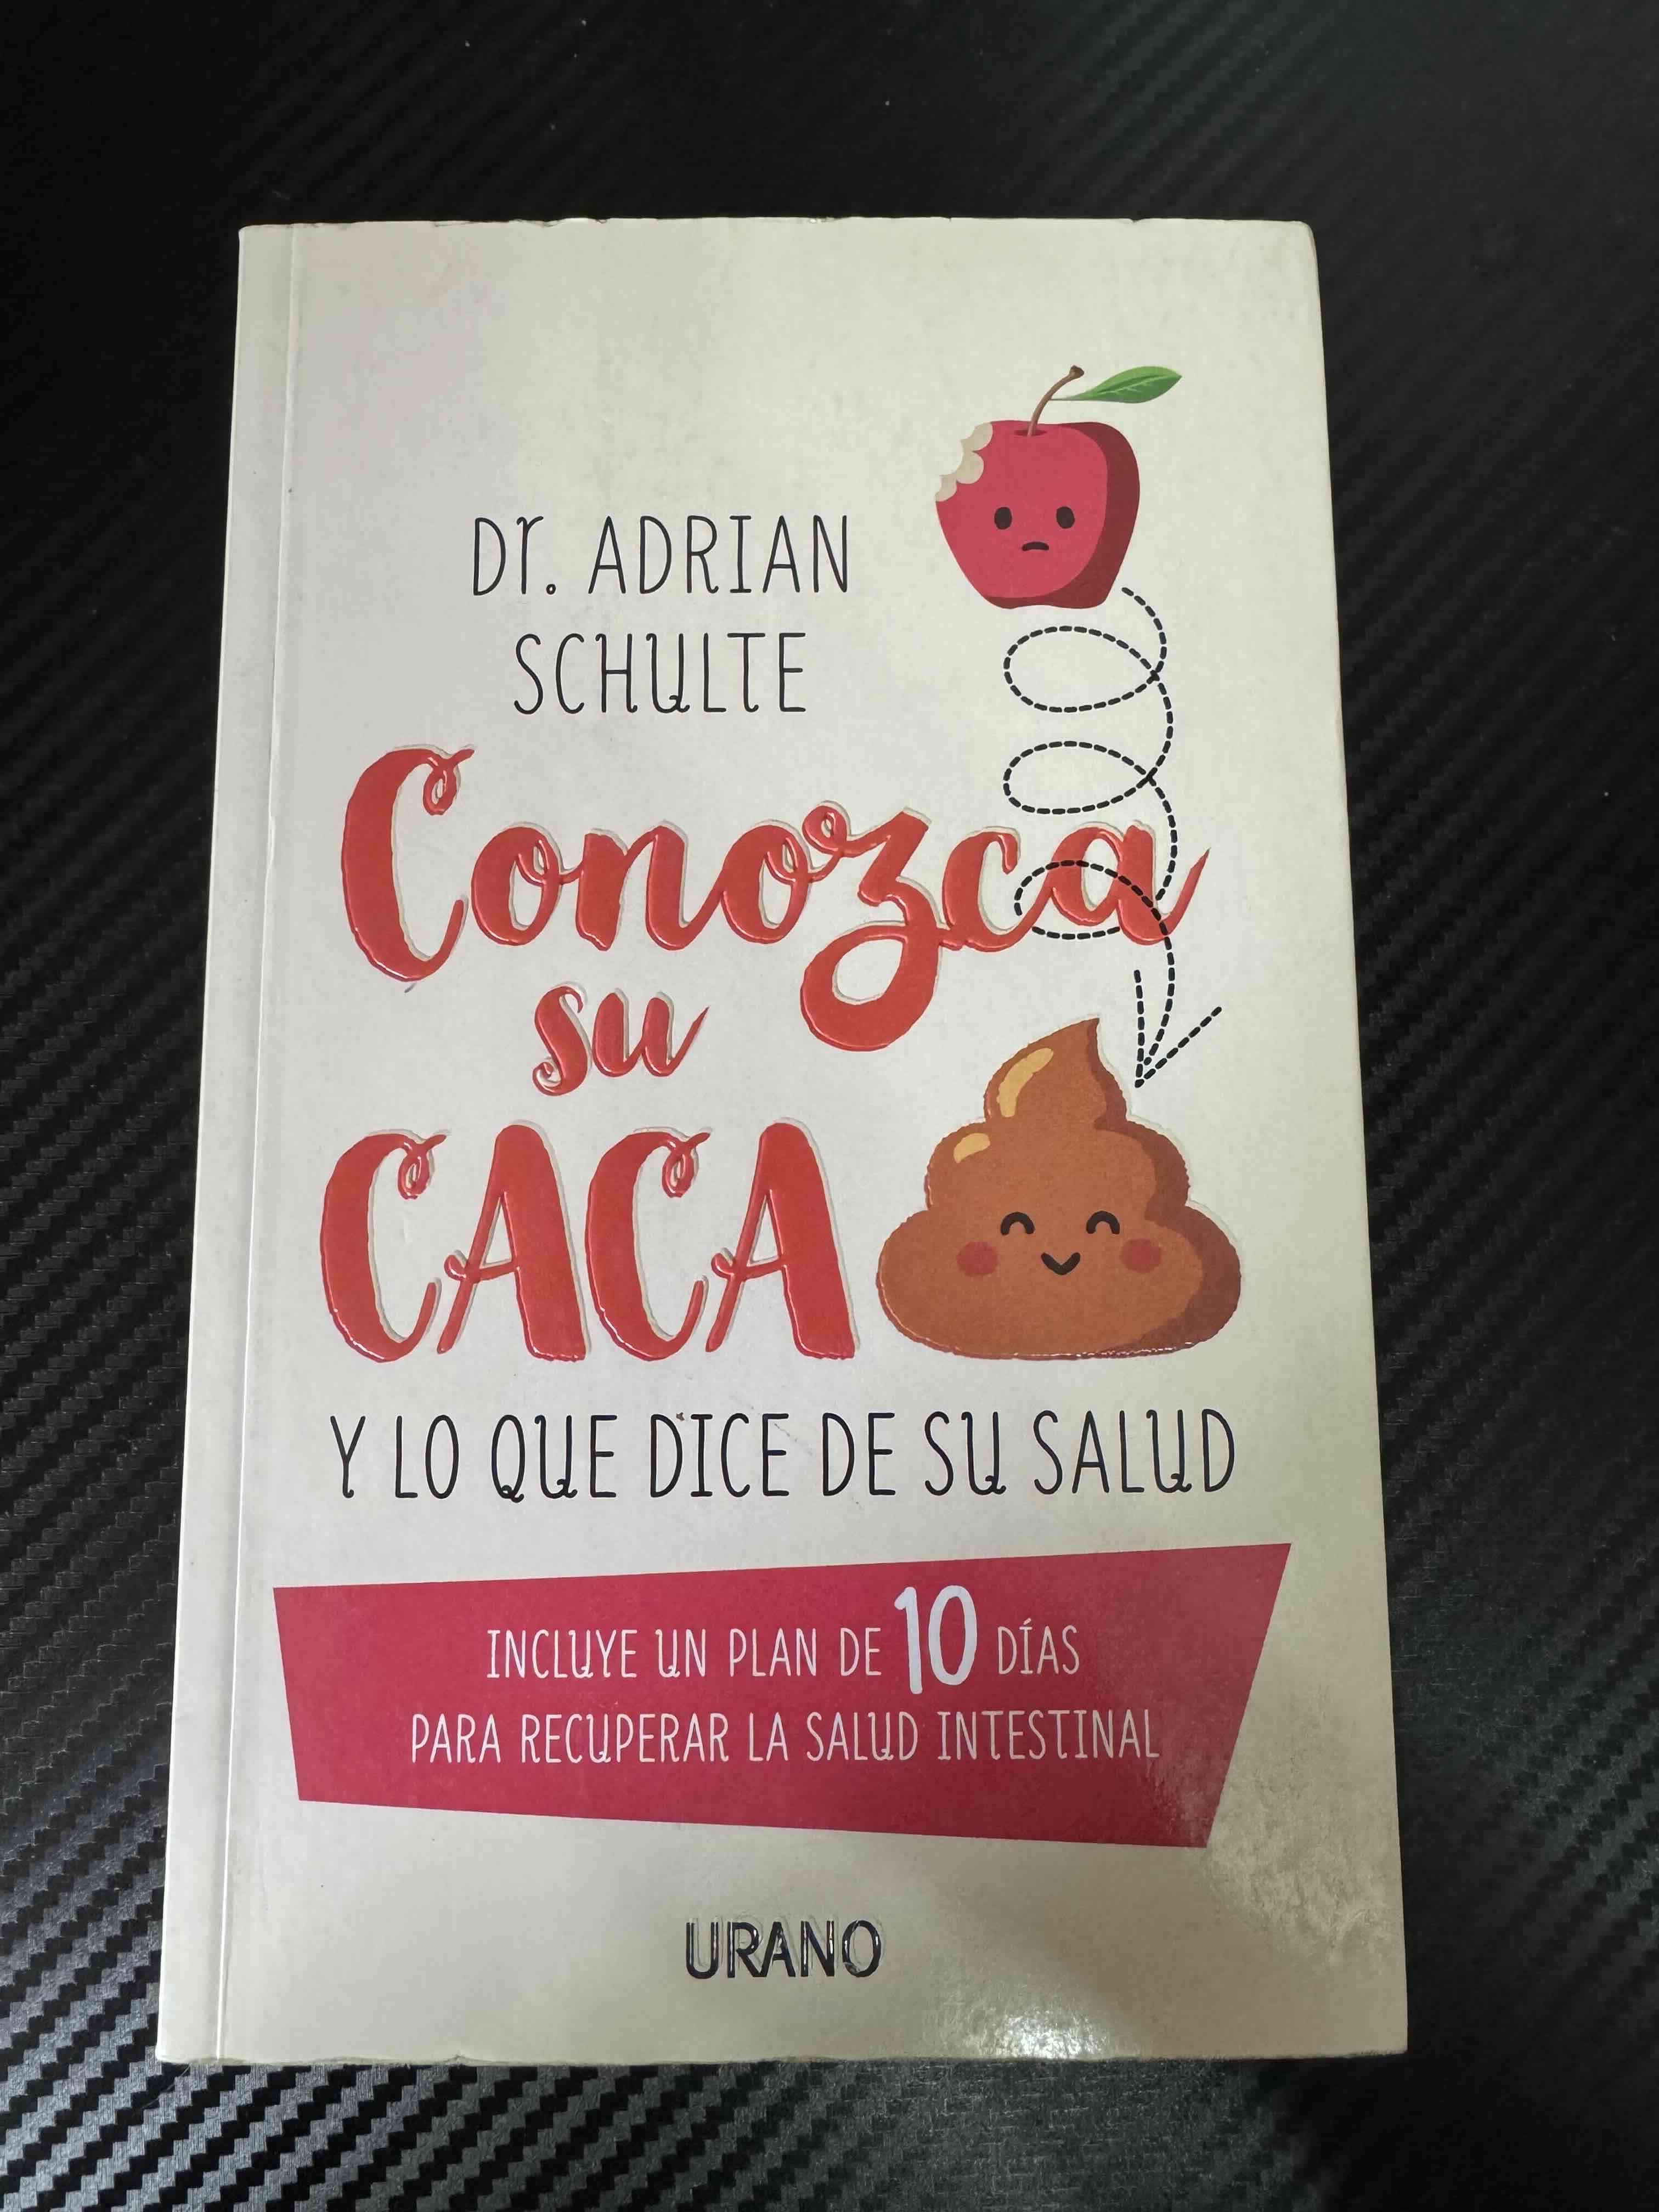 Dr. ADRIAN
SCHULTE
Conozca
su
CACA
Y LO QUE DICE DE SU SALUD
INCLUYE UN PLAN DE 10 DÍAS
PARA RECUPERAR LA SALUD INTESTINAL
URANO